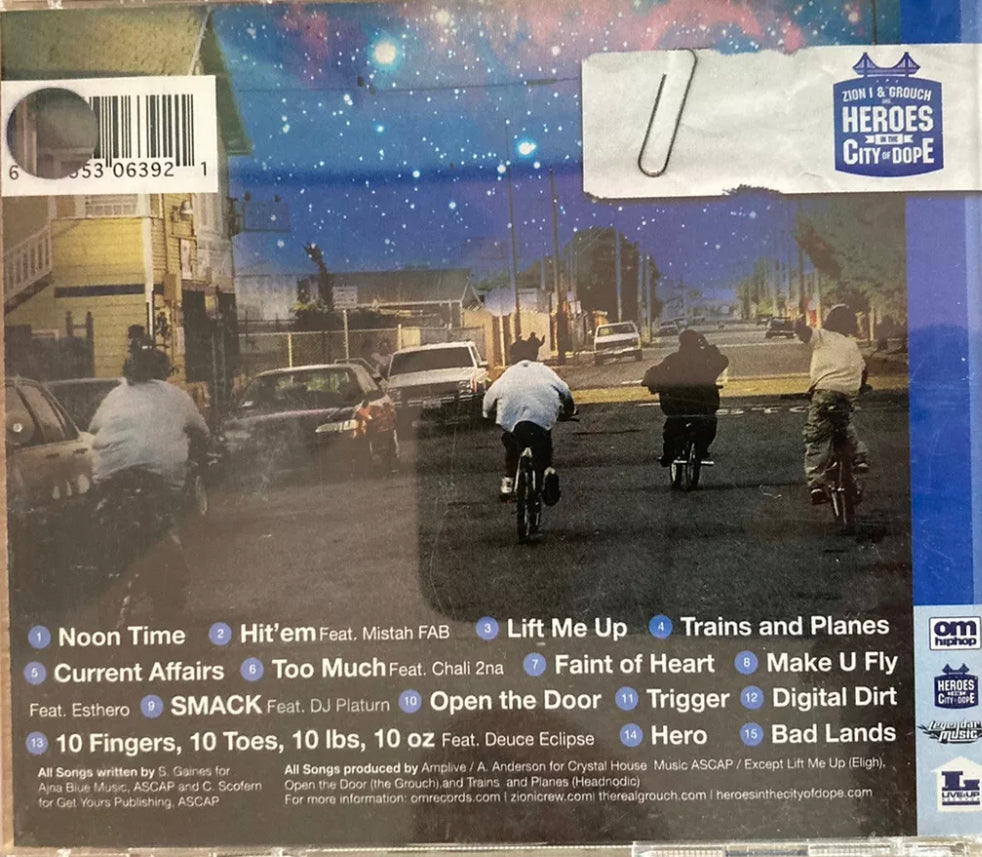 ZION I & GROUCH
ARE
HEROES
IN THE
CITY OF DOPE
6 53 06392 1
STO
1 Noon Time 2 Hit'em Feat. Mistah FAB 3 Lift Me Up 4 Trains and Planes
5 Current Affairs 6 Too Much Feat. Chali 2na 7 Faint of Heart 8 Make U Fly
Feat. Esthero 9 SMACK Feat. DJ Platurn 10 Open the Door 11 Trigger 12 Digital Dirt
13 10 Fingers, 10 Toes, 10 lbs, 10 oz Feat. Deuce Eclipse 14 Hero 15 Bad Lands
All Songs written by S. Gaines for
Ajna Blue Music, ASCAP and C. Scofern
for Get Yours Publishing, ASCAP
All Songs produced by Amplive / A. Anderson for Crystal House Music ASCAP / Except Lift Me Up (Eligh),
Open the Door (the Grouch),and Trains and Planes (Headnodic)
For more information: omrecords.com | zionicrew.com| therealgrouch.com | heroesinthecityofdope.com
om
hiphop
HEROES
IN THE
CITY OF DOPE
Legendary
music
LIVE UP